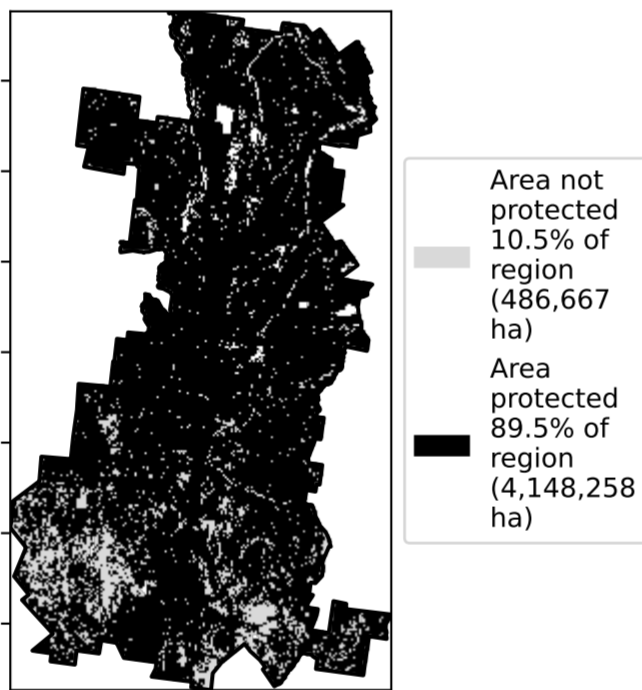 Area not
protected
10.5% of
region
(486,667
ha)
Area
protected
89.5% of
region
(4,148,258
ha)